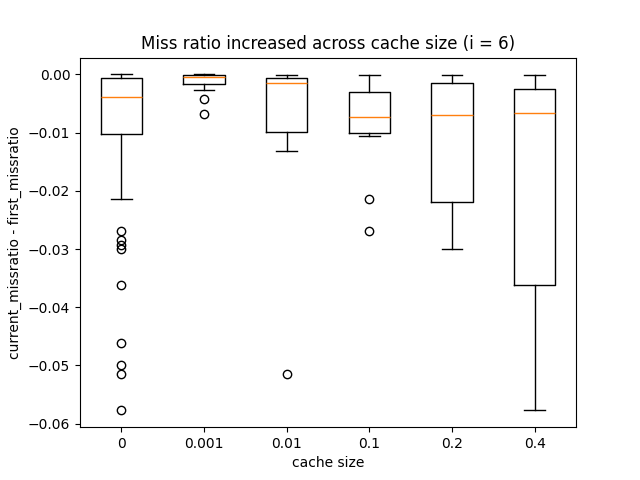 Miss ratio increased across cache size (i = 6)
current_missratio - first_missratio
0.00
−0.01
−0.02
−0.03
−0.04
−0.05
−0.06
0 0.001 0.01 0.1 0.2 0.4
cache size